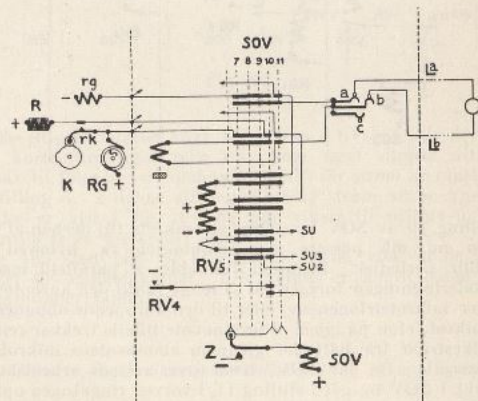 SOV
7 8 9 10 11
rg
-
R
+
rk
K RG +
a b
c
La
Lb
+
-
RV5
SU
SU3
SU2
-
RV4
Z
-
SOV
+